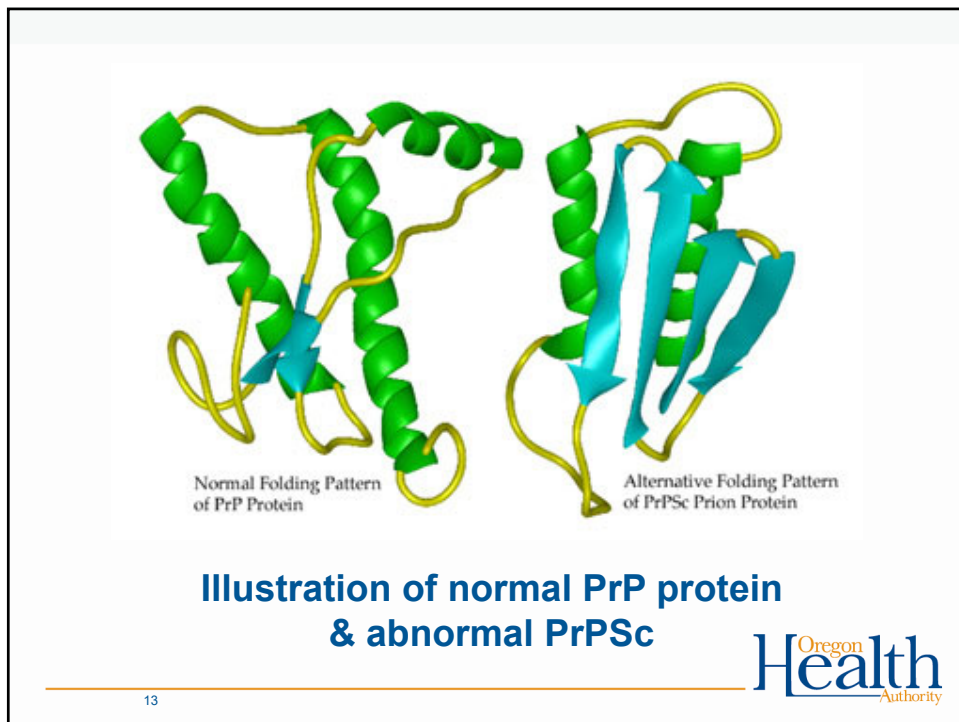 Normal Folding Pattern
of PrP Protein
Alternative Folding Pattern
of PrPSc Prion Protein
Illustration of normal PrP protein
& abnormal PrPSc
13
Oregon
Health
Authority